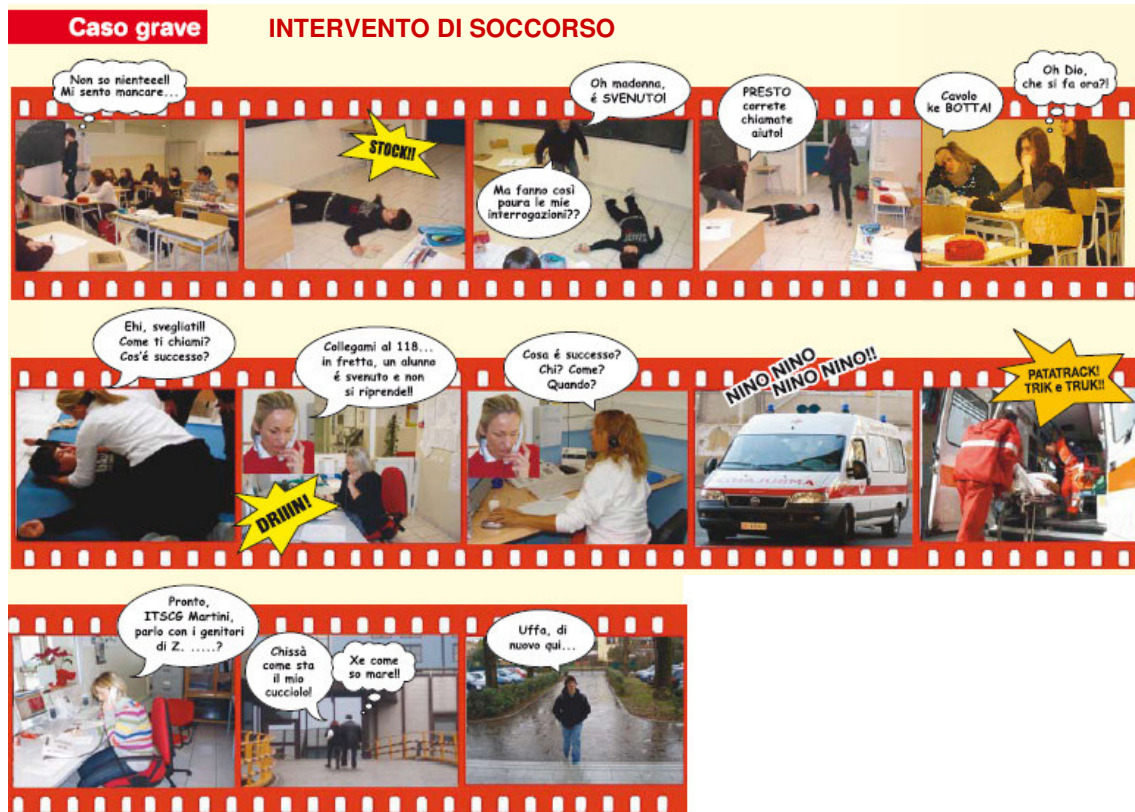 Caso grave
INTERVENTO DI SOCCORSO
Non so nienteee!!
Mi sento mancare...
STOCK!!
Oh madonna,
é SVENUTO!
Ma fanno così
paura le mie
interrogazioni??
PRESTO
correte
chiamate
aiuto!
Cavolo
ke BOTTA!
Oh Dio,
che si fa ora?!
Ehi, svegliati!!
Come ti chiami?
Cos'é successo?
DRIIIN!
Collegami al 118...
in fretta, un alunno
é svenuto e non
si riprende!!
Cosa é successo?
Chi? Come?
Quando?
NINO NINO
NINO NINO!!
AMBULANZA
PATATRACK!
TRIK e TRUK!!
Pronto,
ITSCG Martini,
parlo con i genitori
di Z. .....?
Chissà
come sta
il mio
cucciolo!
Xe come
so mare!!
Uffa, di
nuovo qui...